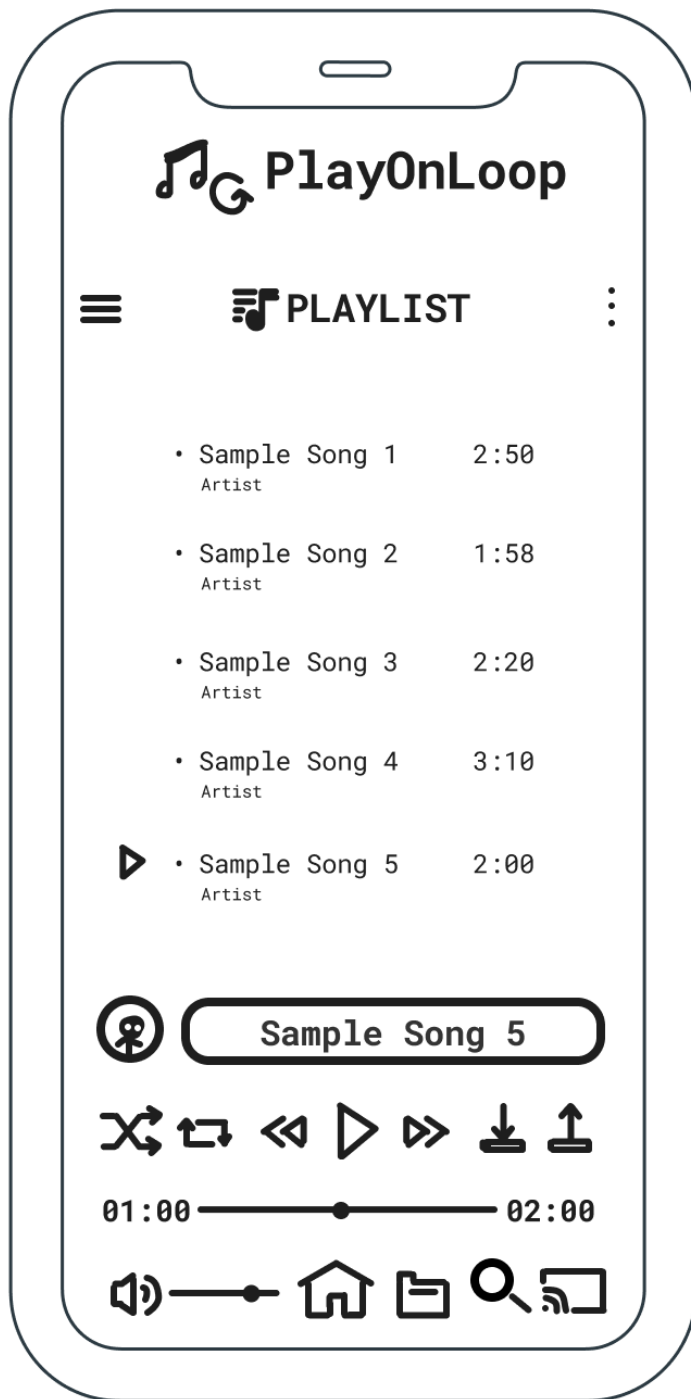 PlayOnLoop
PLAYLIST
• Sample Song 1 2:50
Artist
• Sample Song 2 1:58
Artist
• Sample Song 3 2:20
Artist
• Sample Song 4 3:10
Artist
• Sample Song 5 2:00
Artist
Sample Song 5
01:00 02:00